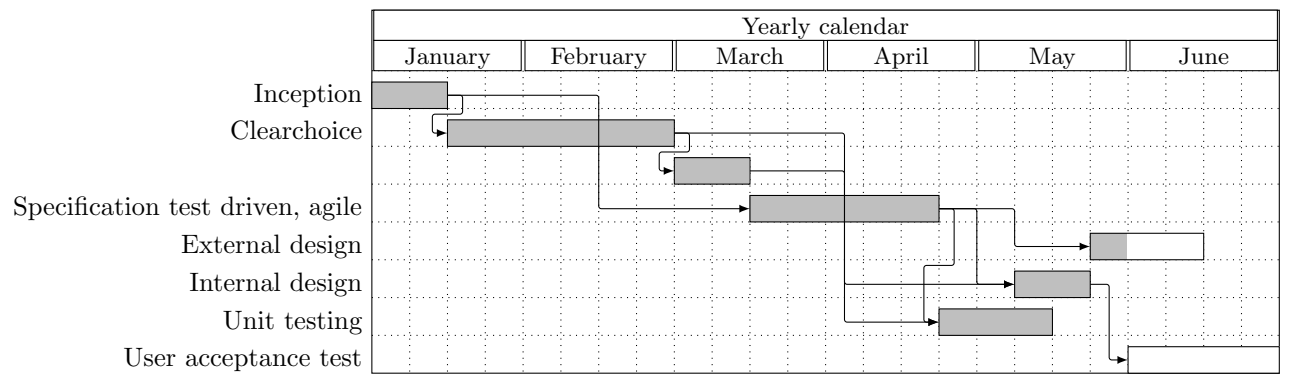 Yearly calendar
January February March April May June
Inception
Clearchoice
Specification test driven, agile
External design
Internal design
Unit testing
User acceptance test